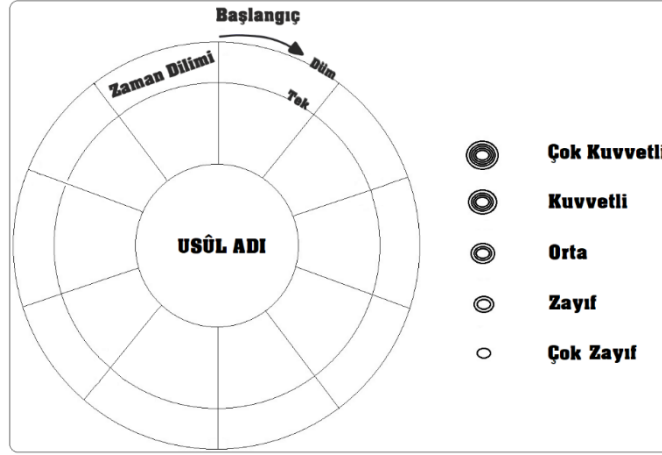 Başlangıç
Zaman Dilimi
Düm
Tek
USÛL ADI
Çok Kuvvetli
Kuvvetli
Orta
Zayıf
Çok Zayıf